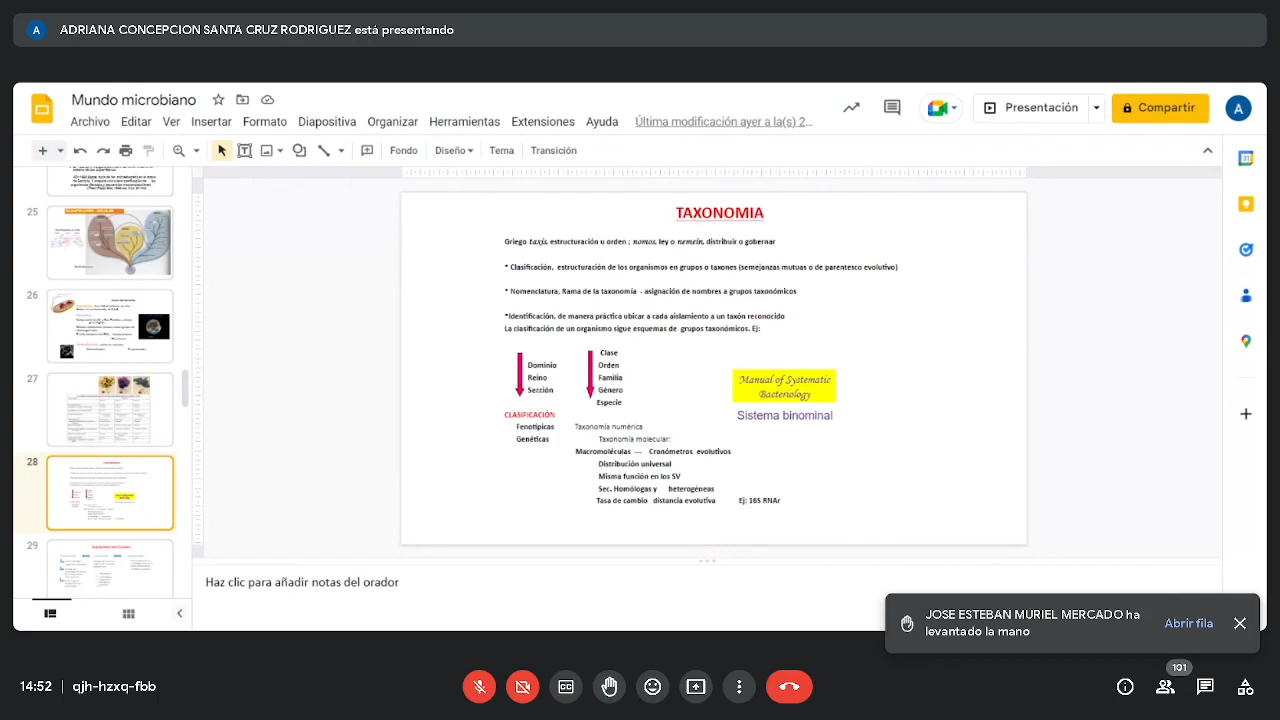 A ADRIANA CONCEPCION SANTA CRUZ RODRIGUEZ está presentando
Mundo microbiano
Presentación
Compartir
A
Archivo Editar Ver Insertar Formato Diapositiva Organizar Herramientas Extensiones Ayuda Última modificación ayer a la(s) 2...
Fondo Diseño Tema Transición
25
26
27
28
29
TAXONOMIA
Griego taxis, estructuración u orden ; nomos, ley o nemein, distribuir o gobernar
* Clasificación, estructuración de los organismos en grupos o taxones (semejanzas mutuas o de parentesco evolutivo)
* Nomenclatura, Rama de la taxonomía - asignación de nombres a grupos taxonómicos
*Identificación, de manera práctica ubicar a cada aislamiento a un taxón reconocido
La clasificación de un organismo sigue esquemas de grupos taxonómicos. Ej:
Clase
Dominio Orden
Reino Familia
Sección Género
Especie
Manual of Systematic
Bacteriology
Sistema binominal
CLASIFICACIÓN
Fenotípicas Taxonomía numérica
Genéticas Taxonomía molecular:
Macromoléculas --- Cronómetros evolutivos
Distribución universal
Misma función en los SV
Sec. Homólogas y heterogéneas
Tasa de cambio distancia evolutiva Ej: 16S RNAr
Haz clic para añadir notas del orador
JOSE ESTEBAN MURIEL MERCADO ha
levantado la mano
Abrir fila
14:52 | qjh-hzxq-fbb
101